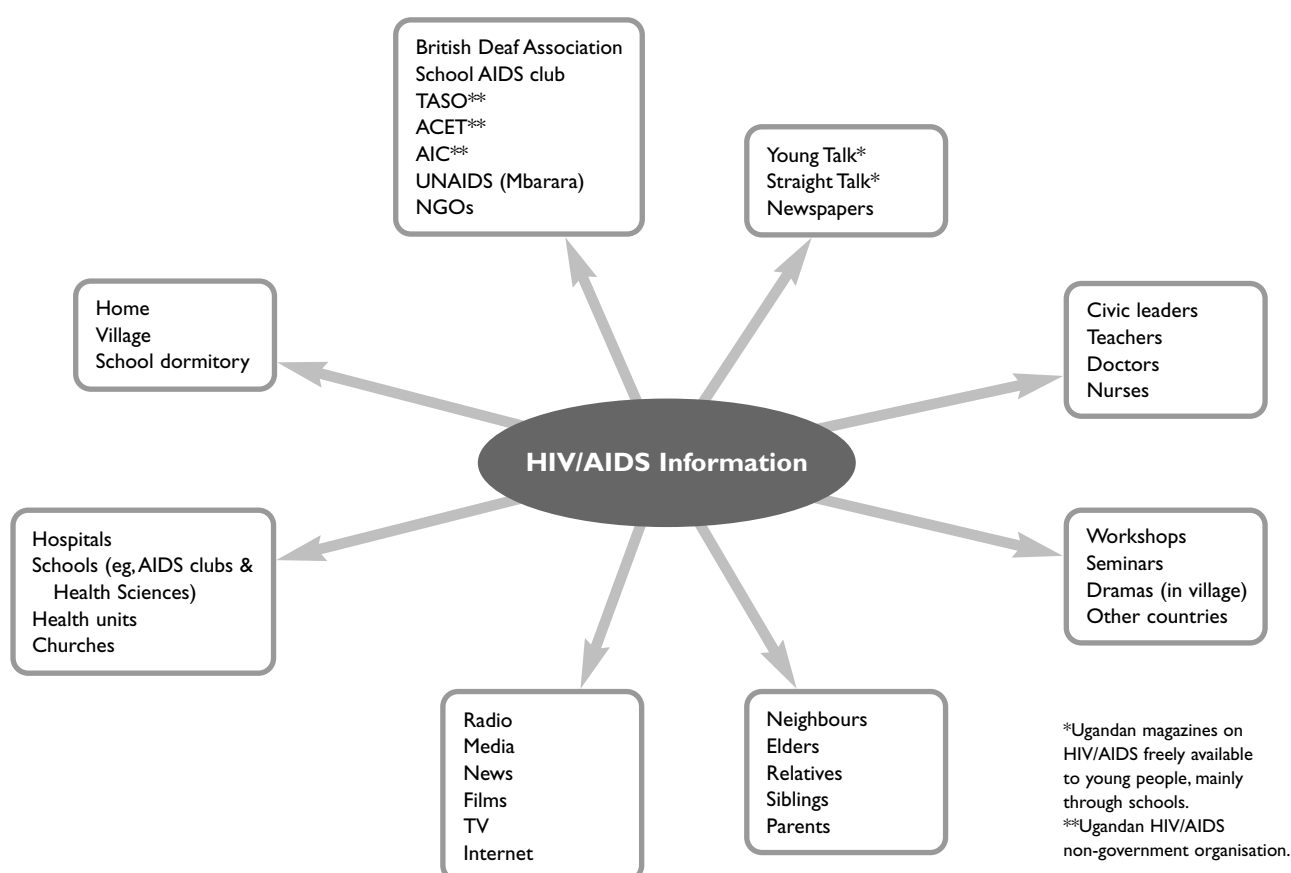 British Deaf Association
School AIDS club
TASO**
ACET**
AIC**
UNAIDS (Mbarara)
NGOs
Young Talk*
Straight Talk*
Newspapers
Home
Village
School dormitory
Civic leaders
Teachers
Doctors
Nurses
HIV/AIDS Information
Hospitals
Schools (eg, AIDS clubs &
Health Sciences)
Health units
Churches
Workshops
Seminars
Dramas (in village)
Other countries
Radio
Media
News
Films
TV
Internet
Neighbours
Elders
Relatives
Siblings
Parents
*Ugandan magazines on
HIV/AIDS freely available
to young people, mainly
through schools.
**Ugandan HIV/AIDS
non-government organisation.